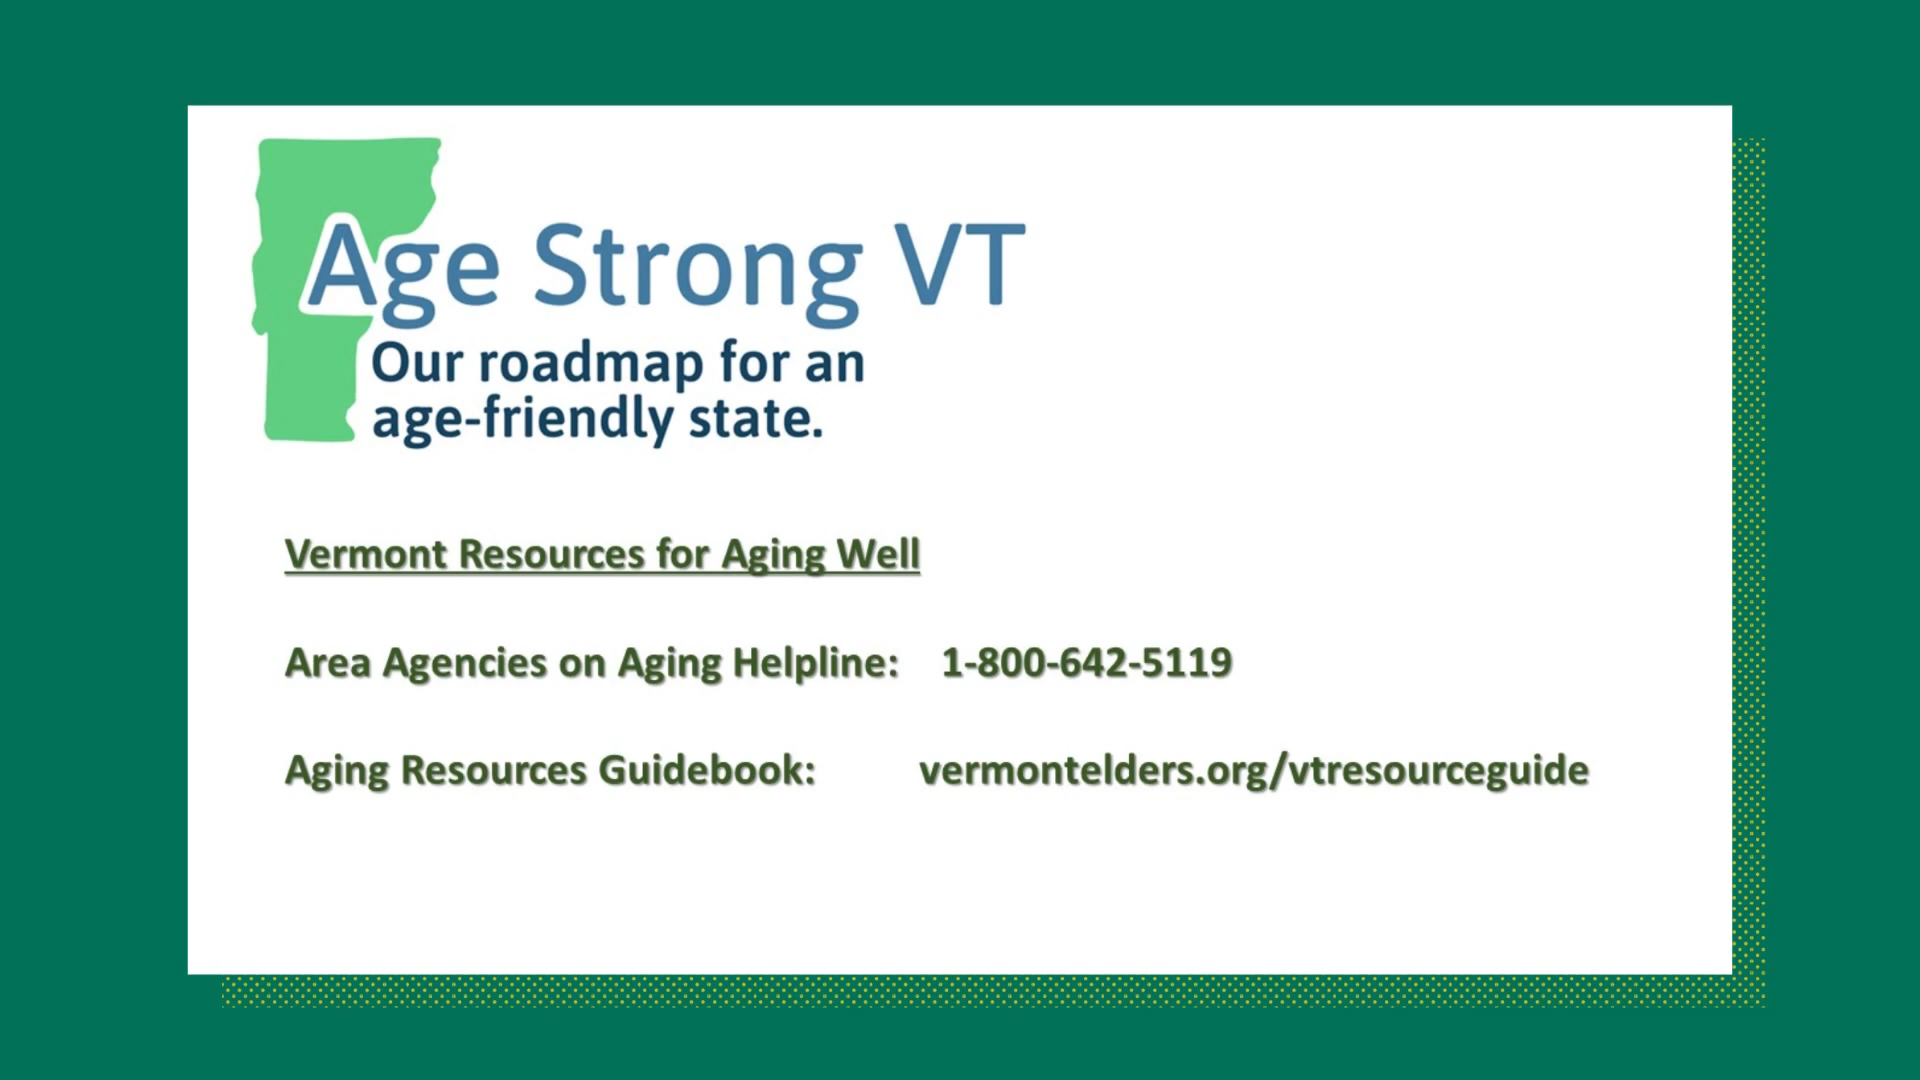 Age Strong VT
Our roadmap for an
age-friendly state.
Vermont Resources for Aging Well
Area Agencies on Aging Helpline: 1-800-642-5119
Aging Resources Guidebook: vermontelders.org/vtresourceguide